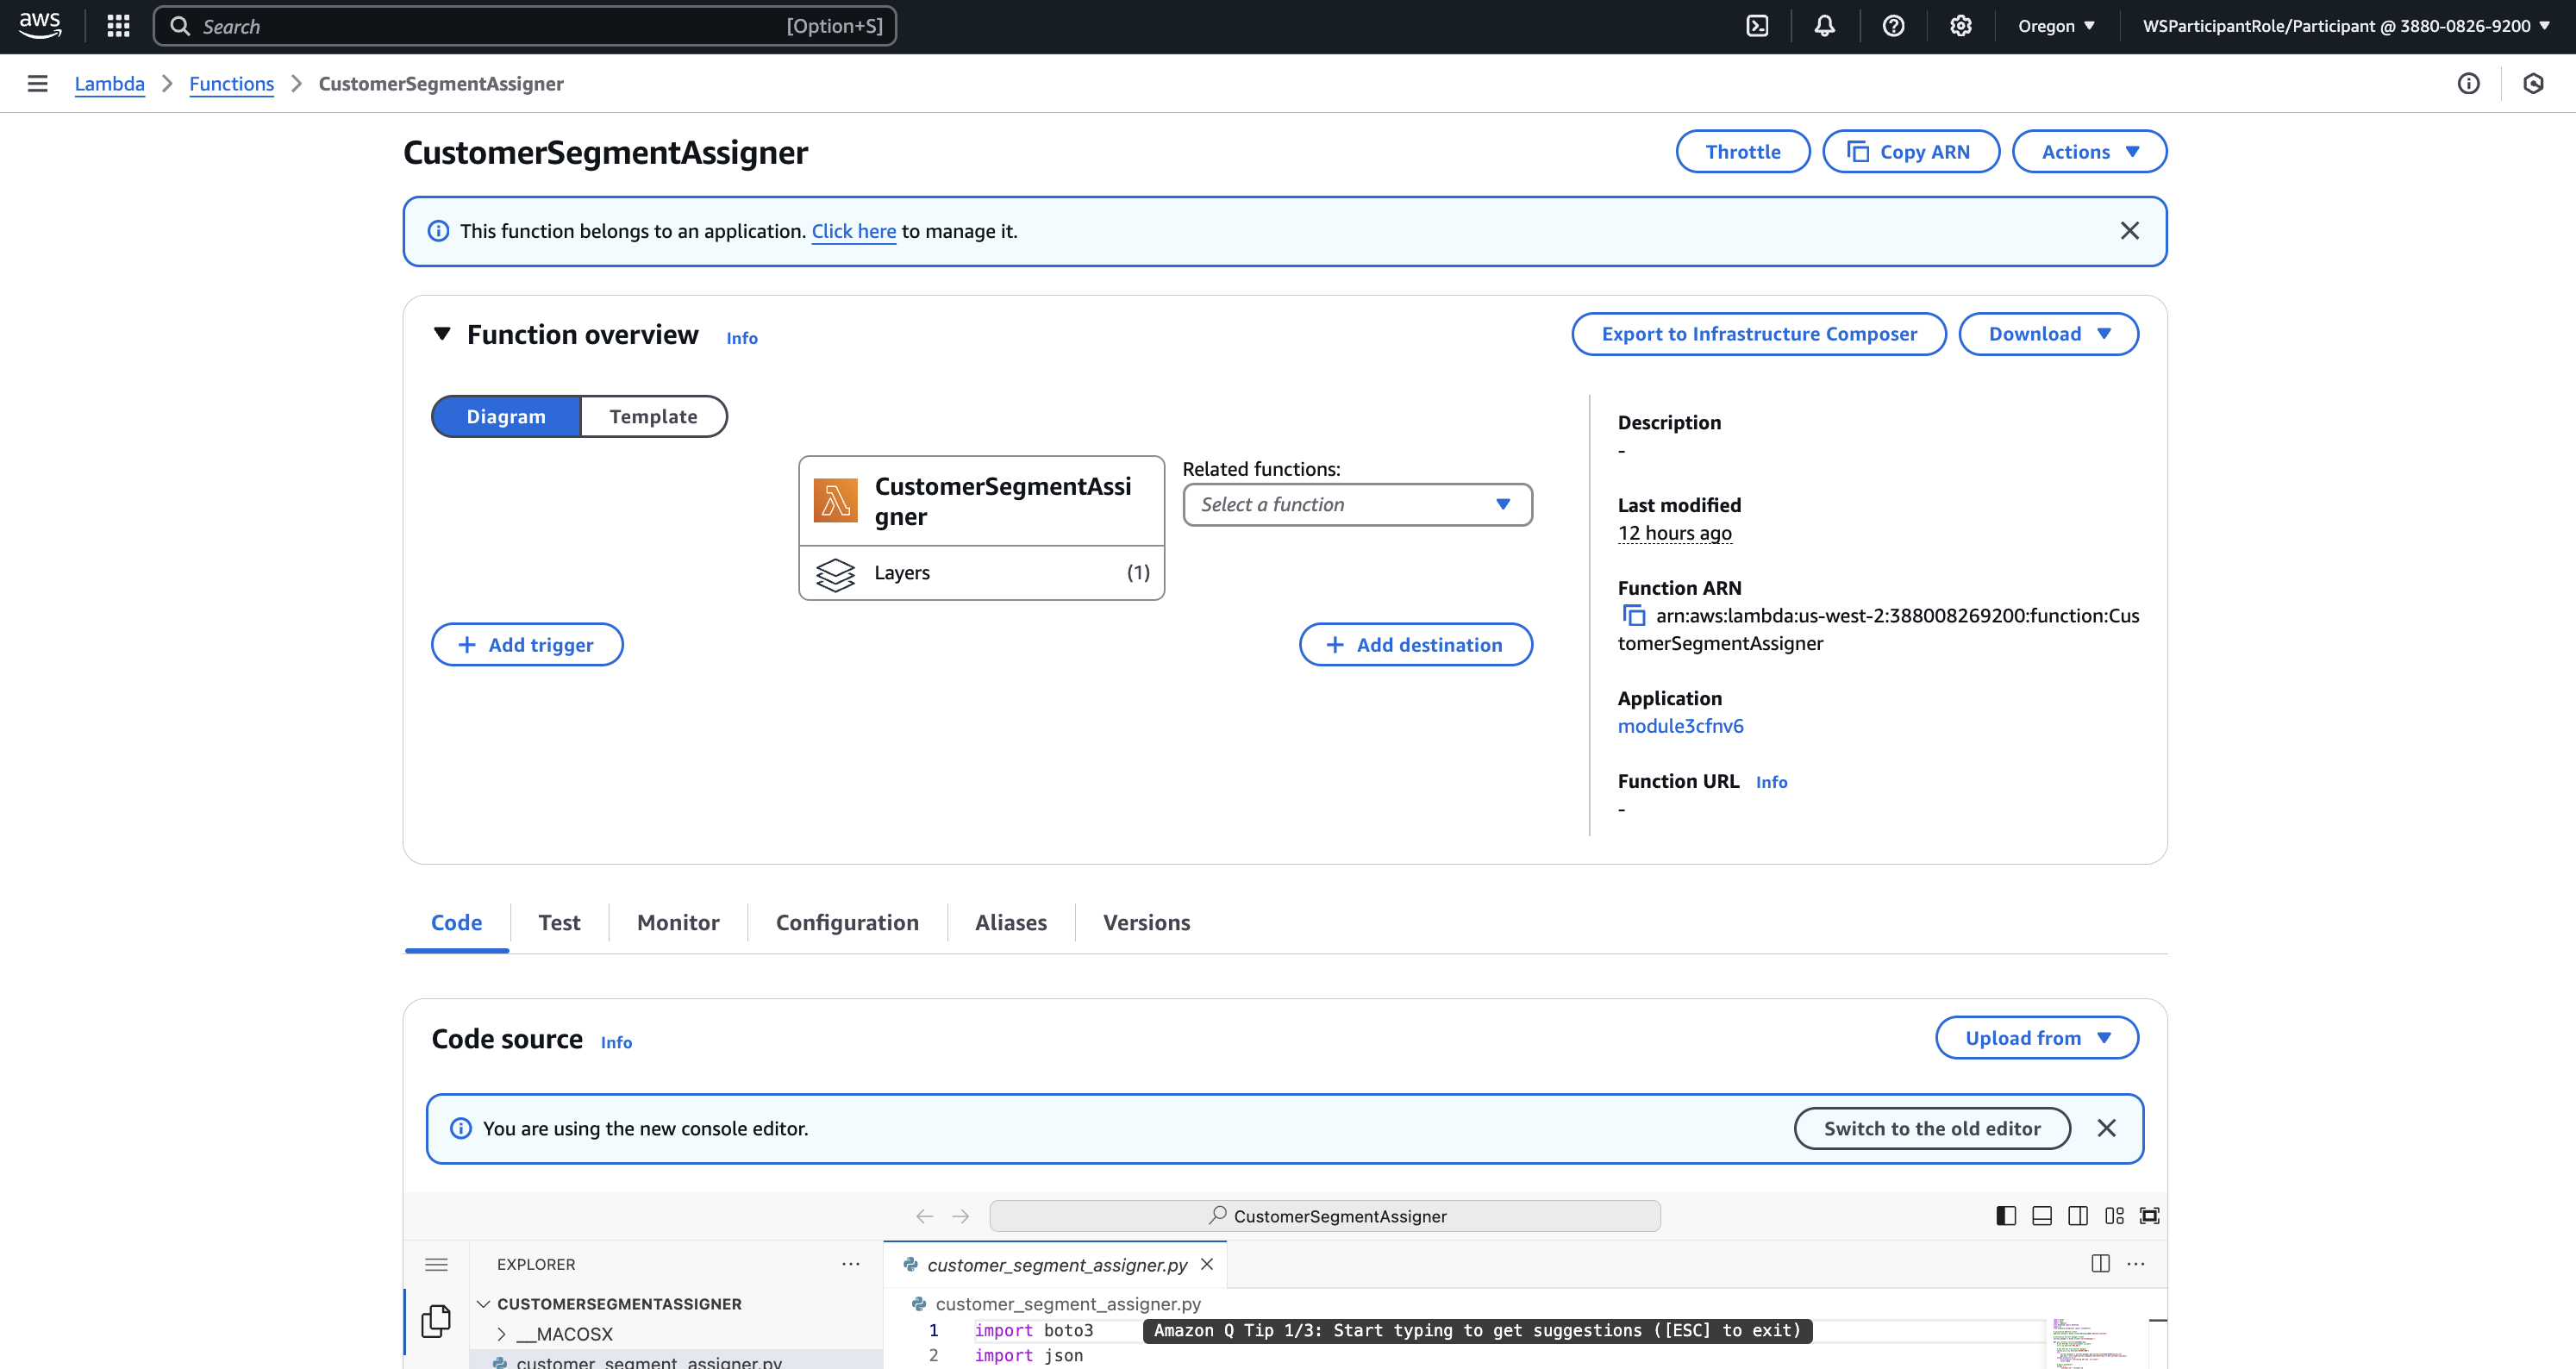 aws
Search
[Option+S]
Oregon
WSParticipantRole/Participant @ 3880-0826-9200
Lambda
Functions
CustomerSegmentAssigner
CustomerSegmentAssigner
Throttle
Copy ARN
Actions
This function belongs to an application. Click here to manage it.
Function overview
Info
Export to Infrastructure Composer
Download
Diagram
Template
CustomerSegmentAssi
gner
Layers
(1)
Related functions:
Select a function
Add trigger
Add destination
Description
-
Last modified
12 hours ago
Function ARN
arn:aws:lambda:us-west-2:388008269200:function:Cus
tomerSegmentAssigner
Application
module3cfnv6
Function URL Info
-
Code
Test
Monitor
Configuration
Aliases
Versions
Code source
Info
Upload from
You are using the new console editor.
Switch to the old editor
CustomerSegmentAssigner
EXPLORER
CUSTOMERSEGMENTASSIGNER
__MACOSX
customer_segment_assigner.py
customer_segment_assigner.py
customer_segment_assigner.py
1 import boto3
Amazon Q Tip 1/3: Start typing to get suggestions ([ESC] to exit)
2 import json